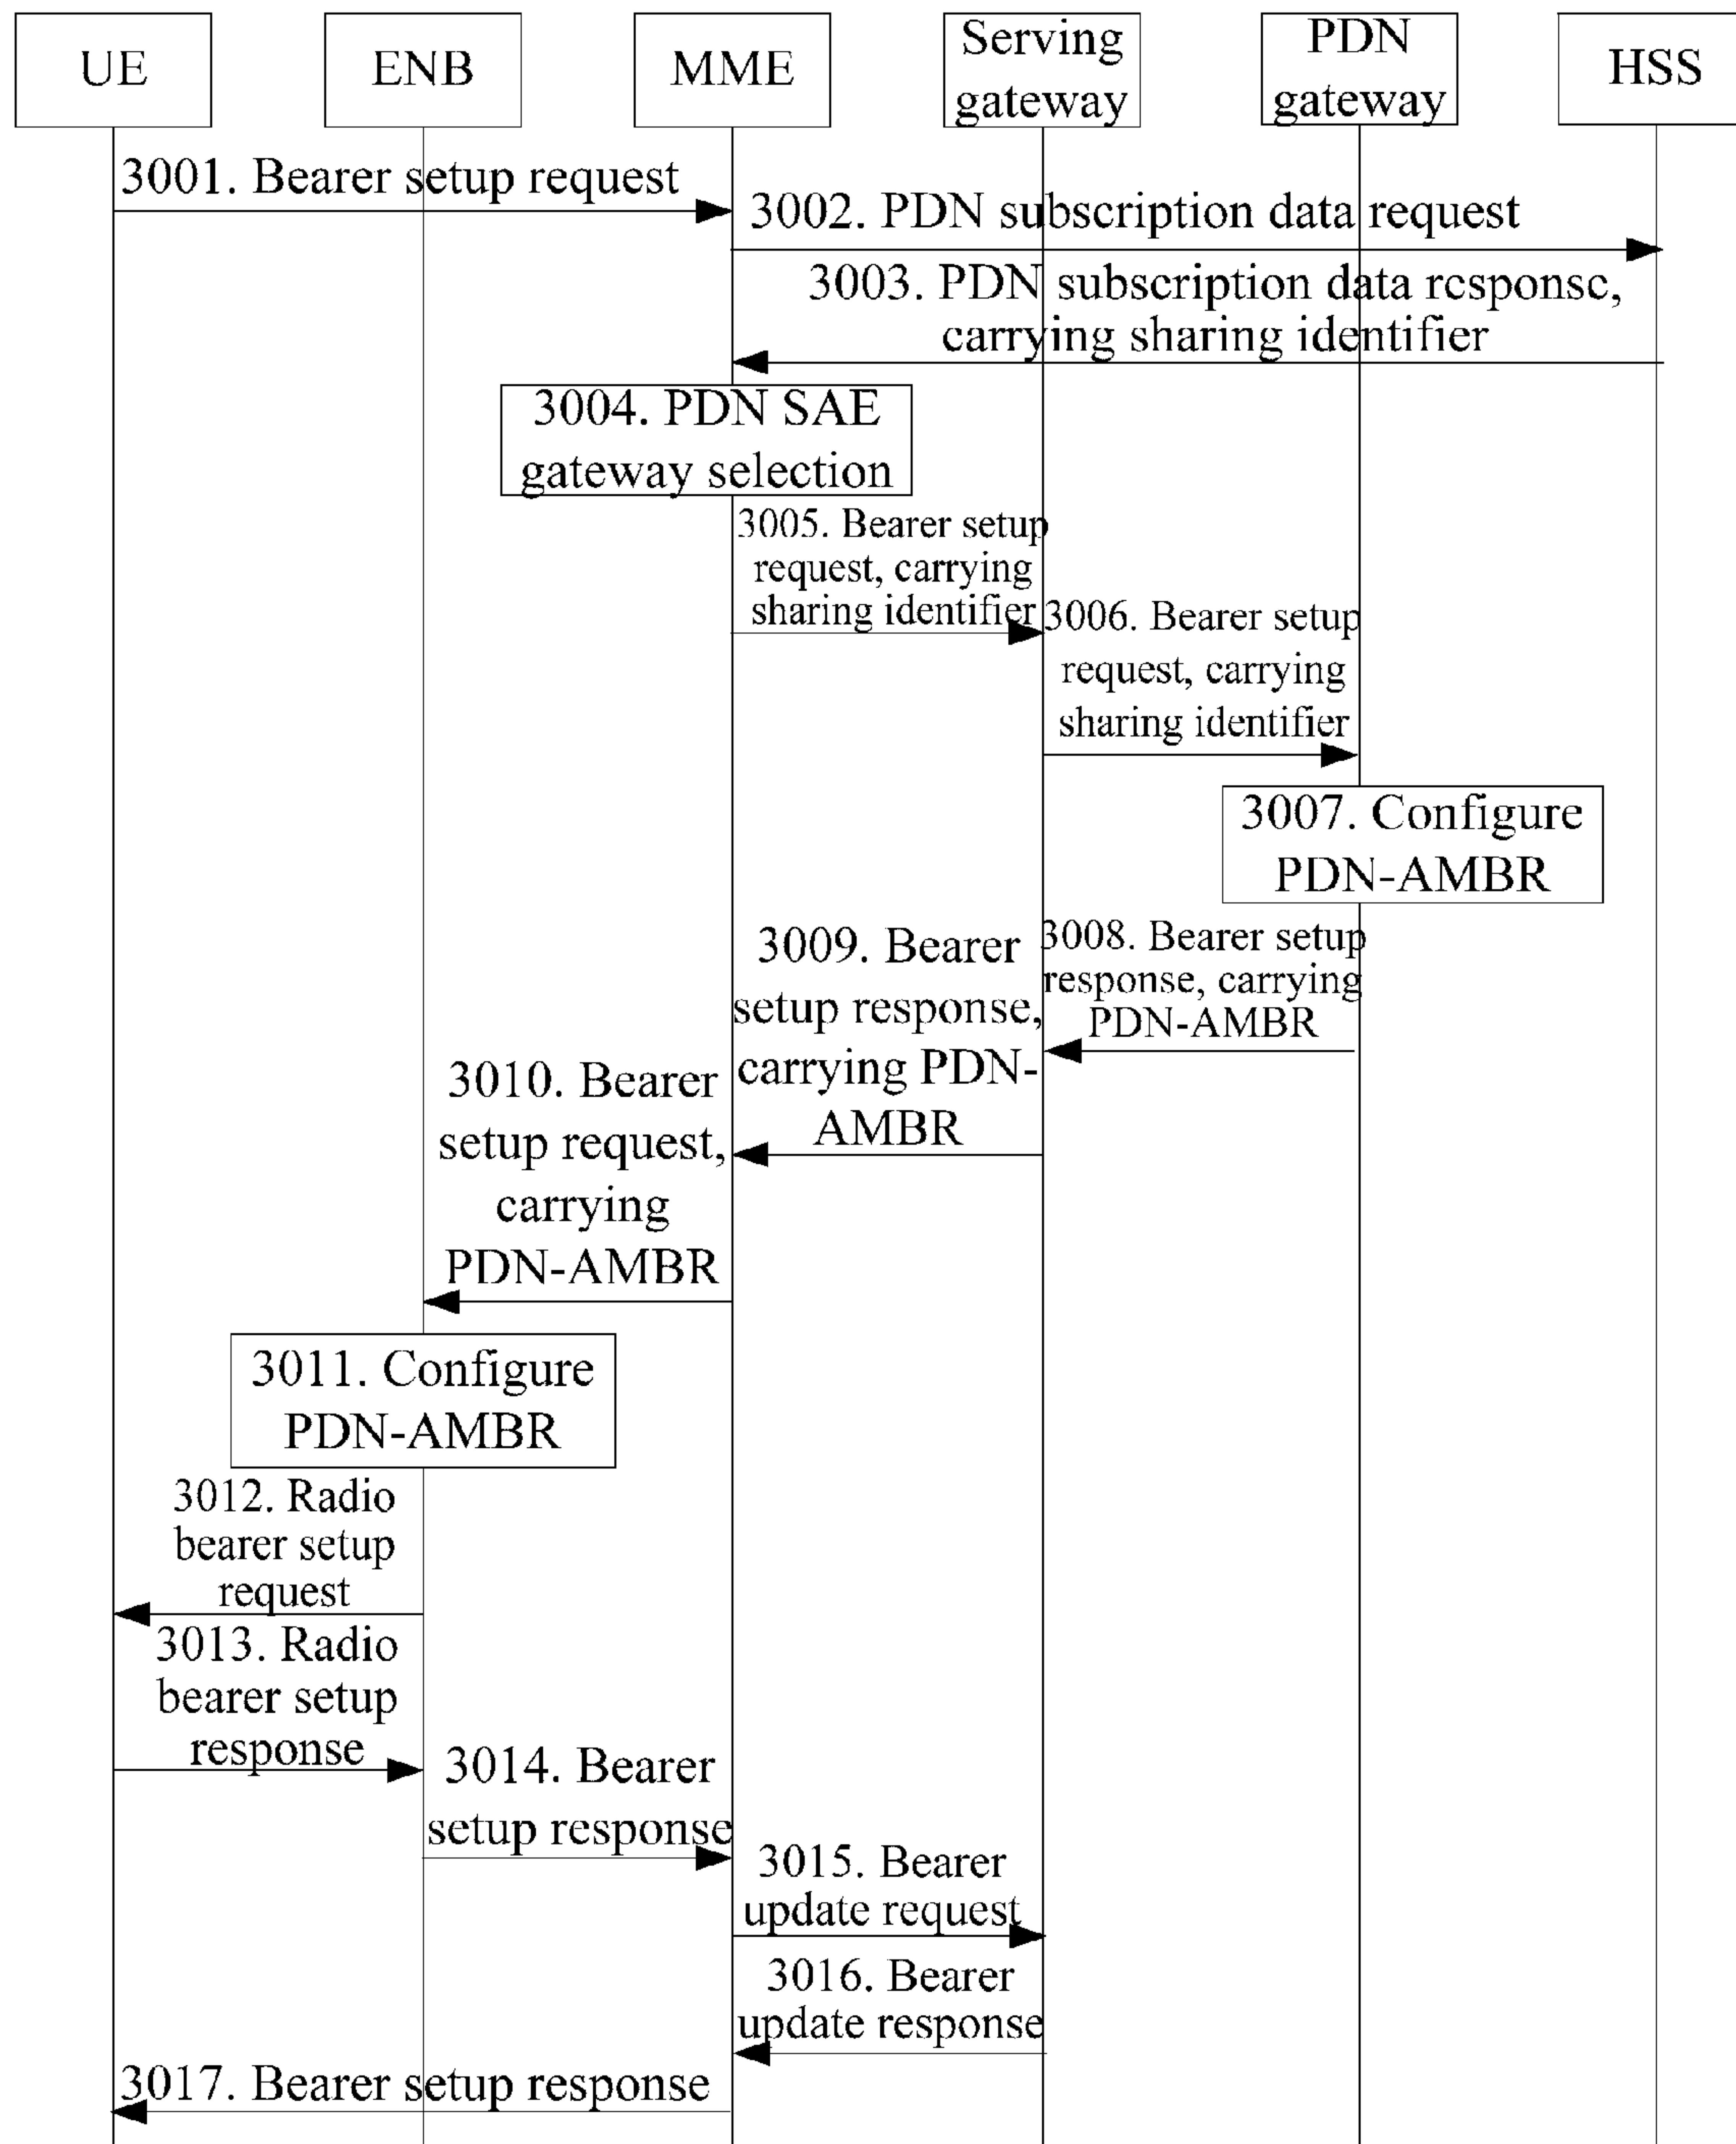 UE
ENB
MME
Serving
gateway
PDN
gateway
HSS
3001. Bearer setup request
3002. PDN subscription data request
3003. PDN subscription data response,
carrying sharing identifier
3004. PDN SAE
gateway selection
3005. Bearer setup
request, carrying
sharing identifier
3006. Bearer setup
request, carrying
sharing identifier
3007. Configure
PDN-AMBR
3008. Bearer setup
response, carrying
PDN-AMBR
3009. Bearer
setup response,
carrying PDN-
AMBR
3010. Bearer
setup request,
carrying
PDN-AMBR
3011. Configure
PDN-AMBR
3012. Radio
bearer setup
request
3013. Radio
bearer setup
response
3014. Bearer
setup response
3015. Bearer
update request
3016. Bearer
update response
3017. Bearer setup response